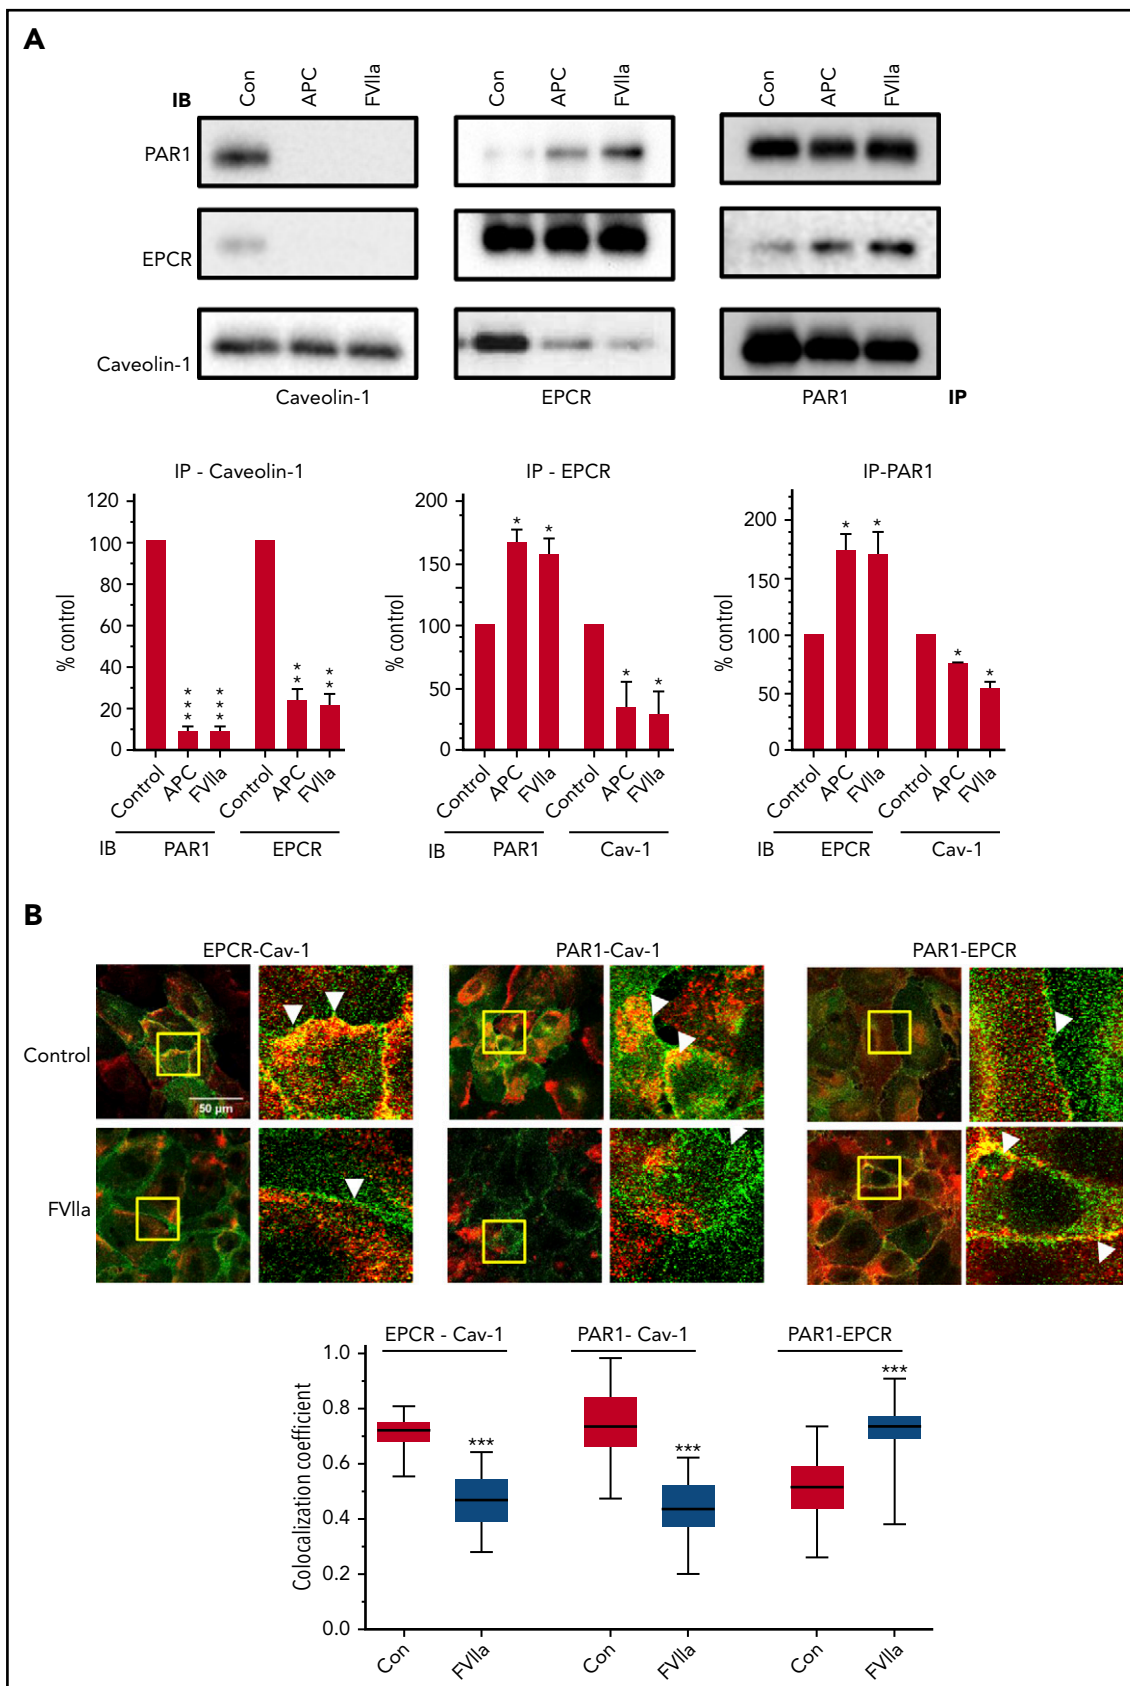 A
IB Con APC FVIIa Con APC FVIIa Con APC FVIIa
PAR1
EPCR
Caveolin-1
Caveolin-1 EPCR PAR1 IP
IP - Caveolin-1
% control
120
100
80
60
40
20
0
*** *** ** **
Control APC FVIIa Control APC FVIIa
IB PAR1 EPCR
IP - EPCR
% control
200
150
100
50
0
* * * *
Control APC FVIIa Control APC FVIIa
IB PAR1 Cav-1
IP-PAR1
% control
200
150
100
50
0
* * * *
Control APC FVIIa Control APC FVIIa
IB EPCR Cav-1
B
EPCR-Cav-1 PAR1-Cav-1 PAR1-EPCR
Control
50 µm
FVIIa
EPCR - Cav-1 PAR1- Cav-1 PAR1-EPCR
Colocalization coefficient
1.0
0.8
0.6
0.4
0.2
0.0
*** *** ***
Con FVIIa Con FVIIa Con FVIIa